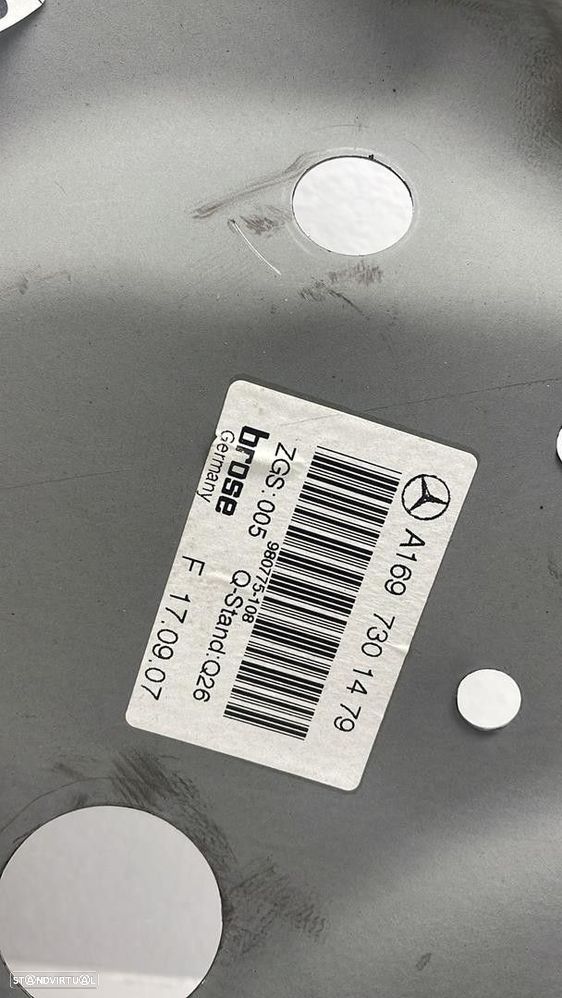 A169 730 14 79
980775-108
ZGS: 005 Q-Stand:Q26
brose
Germany
F 17.09.07
STANDVIRTUAL